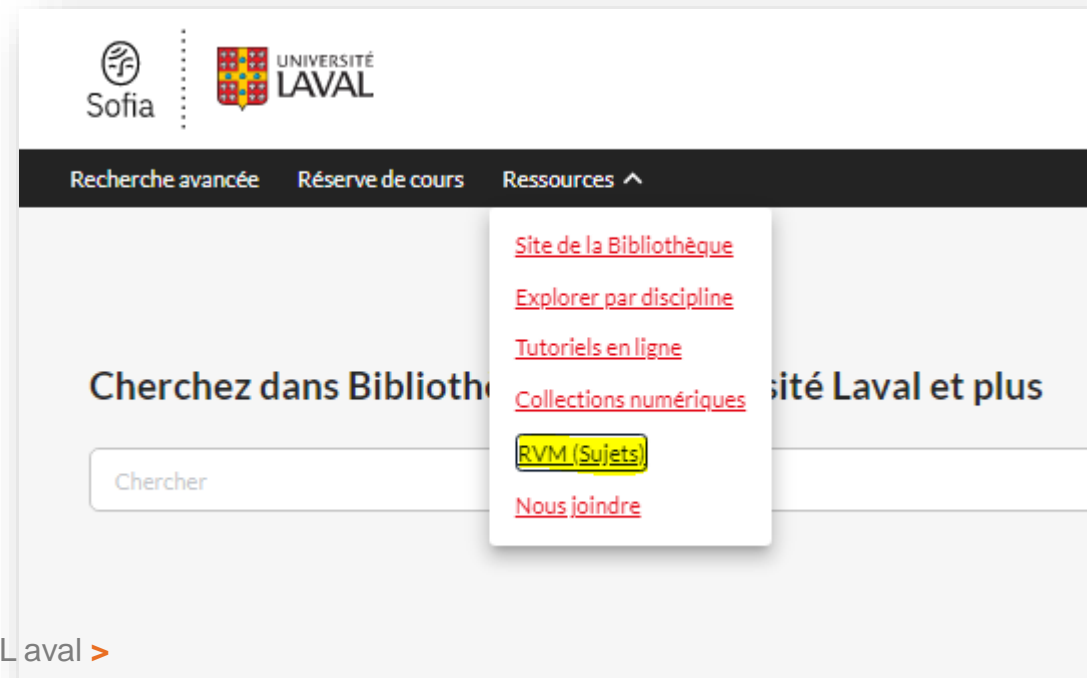 Sofia
UNIVERSITÉ
LAVAL
Recherche avancée Réserve de cours Ressources
Site de la Bibliothèque
Explorer par discipline
Tutoriels en ligne
Cherchez dans Biblioth sité Laval et plus
Collections numériques
RVM (Sujets)
Chercher
Nous joindre
L aval >